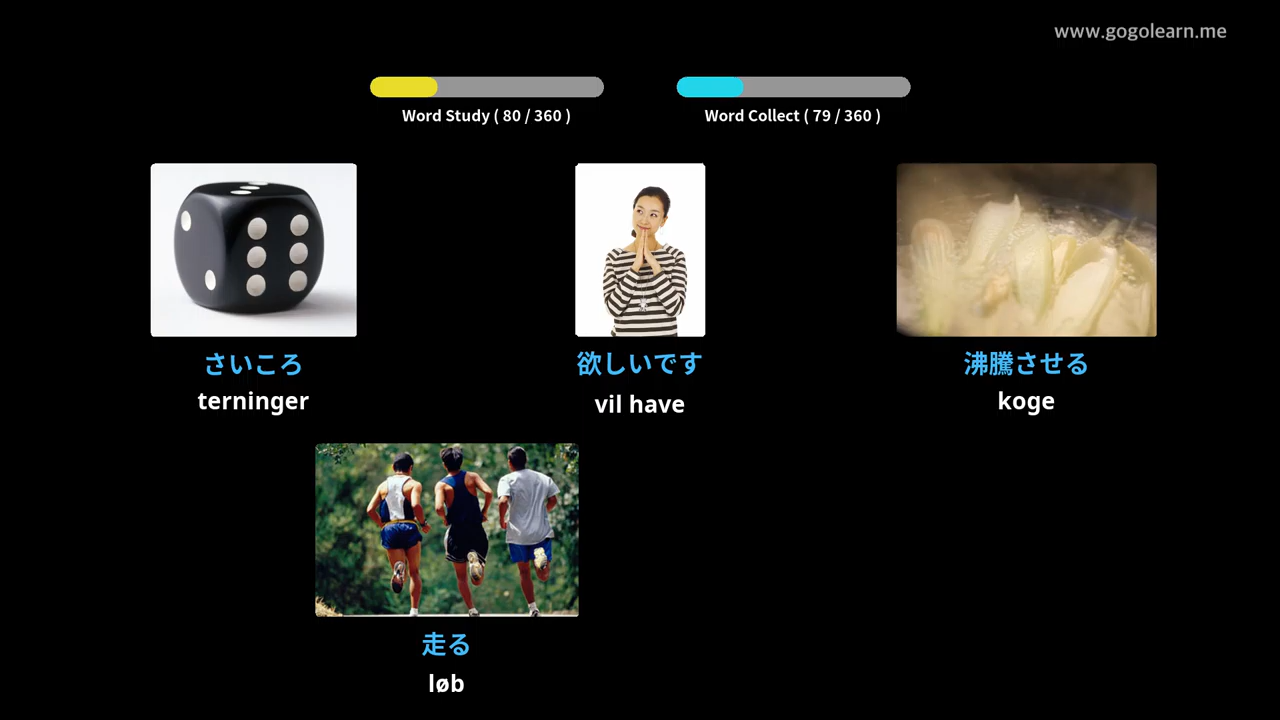 www.gogolearn.me
Word Study ( 80 / 360 )
Word Collect ( 79 / 360 )
さいころ
terninger
欲しいです
vil have
沸騰させる
koge
走る
løb